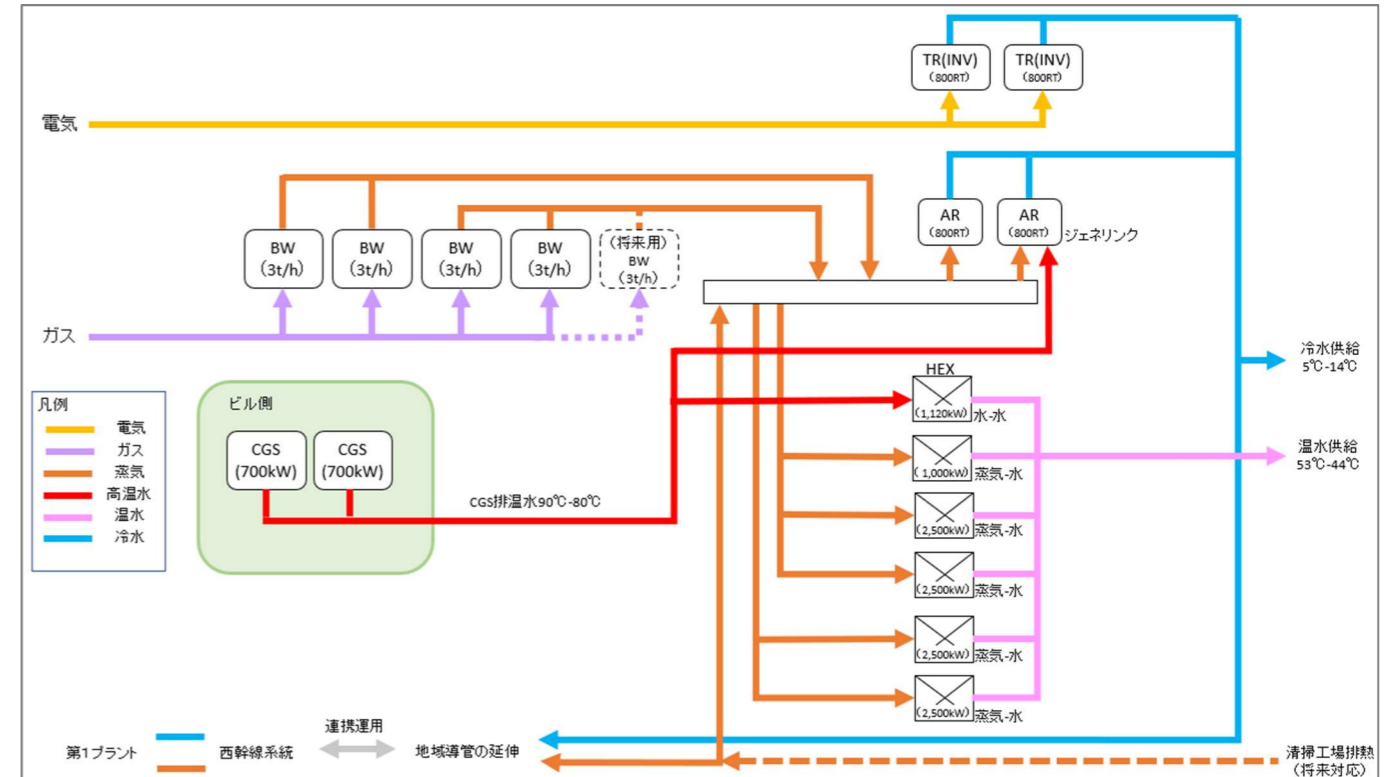 TR(INV)
(800RT)
TR(INV)
(800RT)
電気
AR
(800RT)
AR
(800RT)
ジェネリンク
BW
(3t/h)
BW
(3t/h)
BW
(3t/h)
BW
(3t/h)
(将来用)
BW
(3t/h)
ガス
冷水供給
5℃-14℃
凡例
電気
ガス
蒸気
高温水
温水
冷水
ビル側
CGS
(700kW)
CGS
(700kW)
CGS排温水90℃-80℃
HEX
(1,120kW)
水-水
(1,000kW)
蒸気-水
(2,500kW)
蒸気-水
(2,500kW)
蒸気-水
(2,500kW)
蒸気-水
(2,500kW)
蒸気-水
温水供給
53℃-44℃
第1プラント
西幹線系統
連携運用
地域導管の延伸
清掃工場排熱
(将来対応)